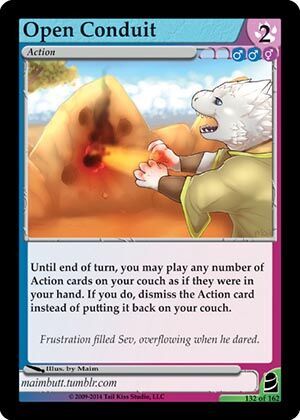 Open Conduit
2
Action
Until end of turn, you may play any number
of Action cards on your couch as if they were in
your hand. If you do, dismiss the Action card
instead of putting it back on your couch.
Frustration filled Sev, overflowing when he dared.
Illus. by Maim
maimbutt.tumblr.com
© 2009-2014 Tail Kiss Studio, LLC
132 of 162